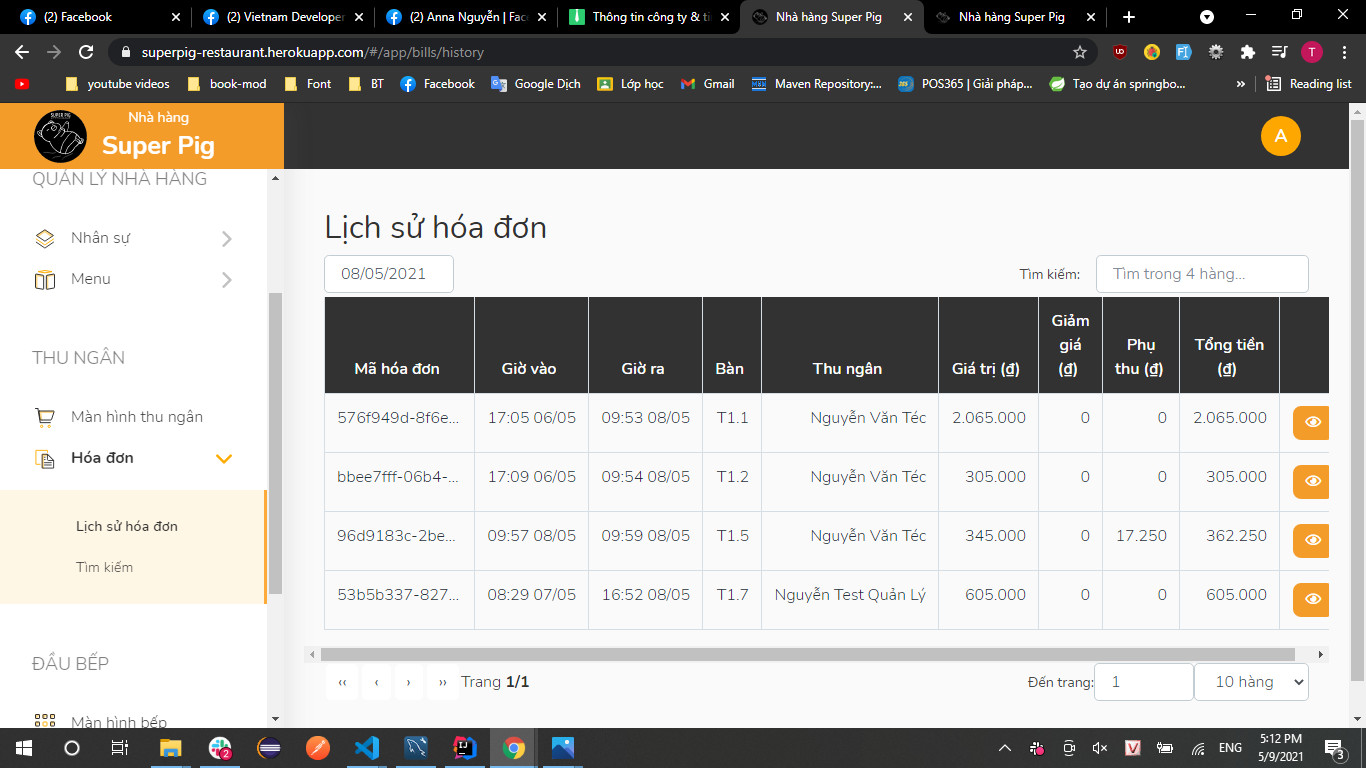 (2) Facebook
(2) Vietnam Developer
(2) Anna Nguyễn | Fac
Thông tin công ty & ti
Nhà hàng Super Pig
Nhà hàng Super Pig
superpig-restaurant.herokuapp.com/#/app/bills/history
T
youtube videos
book-mod
Font
BT
Facebook
Google Dịch
Lớp học
Gmail
Maven Repository:...
POS365 | Giải pháp...
Tạo dự án springbo...
»
Reading list
SUPER PIG
Nhà hàng
Super Pig
A
QUẢN LÝ NHÀ HÀNG
Nhân sự
Menu
THU NGÂN
Màn hình thu ngân
Hóa đơn
Lịch sử hóa đơn
Tìm kiếm
ĐẦU BẾP
Màn hình bếp
Lịch sử hóa đơn
08/05/2021
Tìm kiếm:
Tìm trong 4 hàng...
Mã hóa đơn Giờ vào Giờ ra Bàn Thu ngân Giá trị (₫) Giảm giá (₫) Phụ thu (₫) Tổng tiền (₫)
576f949d-8f6e... 17:05 06/05 09:53 08/05 T1.1 Nguyễn Văn Téc 2.065.000 0 0 2.065.000
bbee7fff-06b4-... 17:09 06/05 09:54 08/05 T1.2 Nguyễn Văn Téc 305.000 0 0 305.000
96d9183c-2be... 09:57 08/05 09:59 08/05 T1.5 Nguyễn Văn Téc 345.000 0 17.250 362.250
53b5b337-827... 08:29 07/05 16:52 08/05 T1.7 Nguyễn Test Quản Lý 605.000 0 0 605.000
‹‹ ‹ › ›› Trang 1/1
Đến trang: 1 10 hàng
2
ENG
5:12 PM
5/9/2021
3